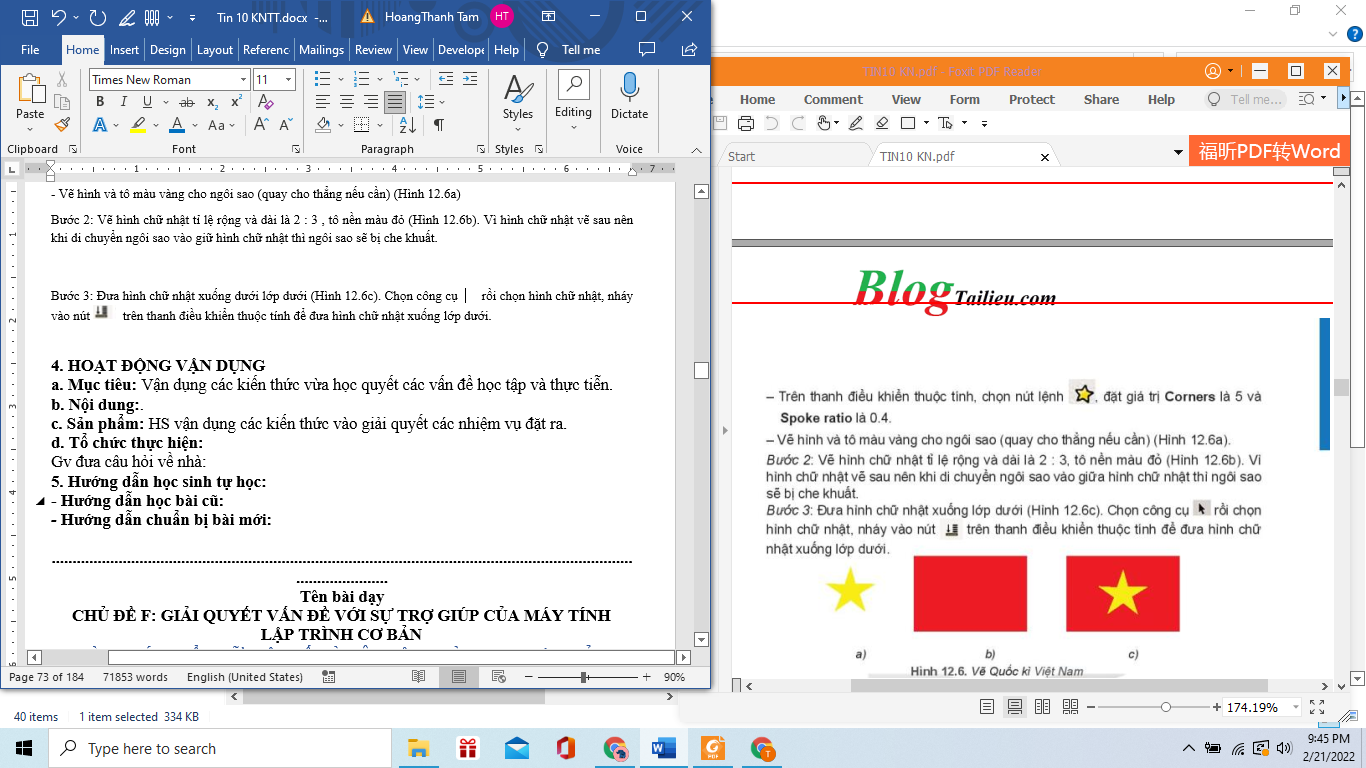 Tin 10 KNTT.docx -...
HoangThanh Tam
HT
File Home Insert Design Layout Referenc Mailings Review View Develope Help Tell me
Times New Roman 11
Paste
B I U ab x₂ x²
A A Aa A A
Styles
Editing
Dictate
Clipboard Font Paragraph Styles Voice
L 1 2 3 4 5 6 7
- Vẽ hình và tô màu vàng cho ngôi sao (quay cho thẳng nếu cần) (Hình 12.6a)
Bước 2: Vẽ hình chữ nhật tỉ lệ rộng và dài là 2 : 3 , tô nền màu đỏ (Hình 12.6b). Vì hình chữ nhật vẽ sau nên
khi di chuyển ngôi sao vào giữ hình chữ nhật thì ngôi sao sẽ bị che khuất.
Bước 3: Đưa hình chữ nhật xuống dưới lớp dưới (Hình 12.6c). Chọn công cụ rồi chọn hình chữ nhật, nháy
vào nút trên thanh điều khiển thuộc tính để đưa hình chữ nhật xuống lớp dưới.
4. HOẠT ĐỘNG VẬN DỤNG
a. Mục tiêu: Vận dụng các kiến thức vừa học quyết các vấn đề học tập và thực tiễn.
b. Nội dung:.
c. Sản phẩm: HS vận dụng các kiến thức vào giải quyết các nhiệm vụ đặt ra.
d. Tổ chức thực hiện:
Gv đưa câu hỏi về nhà:
5. Hướng dẫn học sinh tự học:
- Hướng dẫn học bài cũ:
- Hướng dẫn chuẩn bị bài mới:
Tên bài dạy
CHỦ ĐỀ F: GIẢI QUYẾT VẤN ĐỀ VỚI SỰ TRỢ GIÚP CỦA MÁY TÍNH
LẬP TRÌNH CƠ BẢN
Page 73 of 184 71853 words English (United States) 90%
40 items 1 item selected 334 KB
TIN10 KN.pdf - Foxit PDF Reader
Home Comment View Form Protect Share Help Tell me...
Start TIN10 KN.pdf
福昕PDF转Word
Blog Tailieu.com
– Trên thanh điều khiển thuộc tính, chọn nút lệnh , đặt giá trị Corners là 5 và
Spoke ratio là 0.4.
– Vẽ hình và tô màu vàng cho ngôi sao (quay cho thẳng nếu cần) (Hình 12.6a).
Bước 2: Vẽ hình chữ nhật tỉ lệ rộng và dài là 2 : 3, tô nền màu đỏ (Hình 12.6b). Vì
hình chữ nhật vẽ sau nên khi di chuyển ngôi sao vào giữa hình chữ nhật thì ngôi sao
sẽ bị che khuất.
Bước 3: Đưa hình chữ nhật xuống lớp dưới (Hình 12.6c). Chọn công cụ rồi chọn
hình chữ nhật, nháy vào nút trên thanh điều khiển thuộc tính để đưa hình chữ
nhật xuống lớp dưới.
a) b) c)
Hình 12.6. Vẽ Quốc kì Việt Nam
174.19%
Type here to search
9:45 PM
2/21/2022